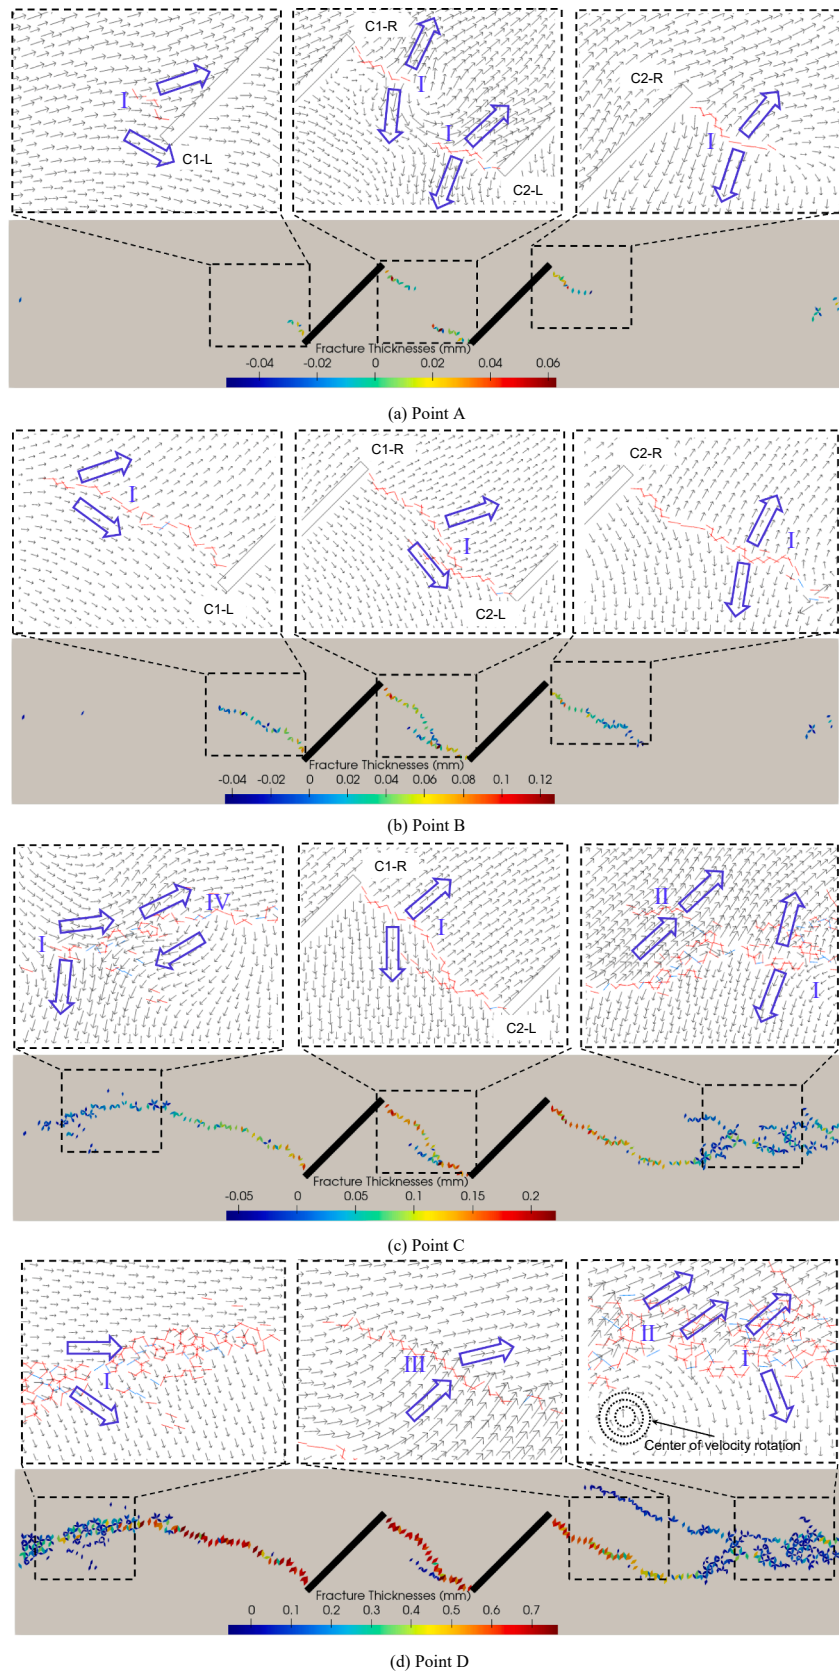 C1-R
C2-R
I
I
I
I
C1-L
C2-L
Fracture Thicknesses (mm)
-0.04 -0.02 0 0.02 0.04 0.06
(a) Point A
C1-R
C2-R
I
I
I
C1-L
C2-L
Fracture Thicknesses (mm)
-0.04 -0.02 0 0.02 0.04 0.06 0.08 0.1 0.12
(b) Point B
C1-R
IV
II
I
I
I
C2-L
Fracture Thicknesses (mm)
-0.05 0 0.05 0.1 0.15 0.2
(c) Point C
II
III
I
I
Center of velocity rotation
Fracture Thicknesses (mm)
0 0.1 0.2 0.3 0.4 0.5 0.6 0.7
(d) Point D